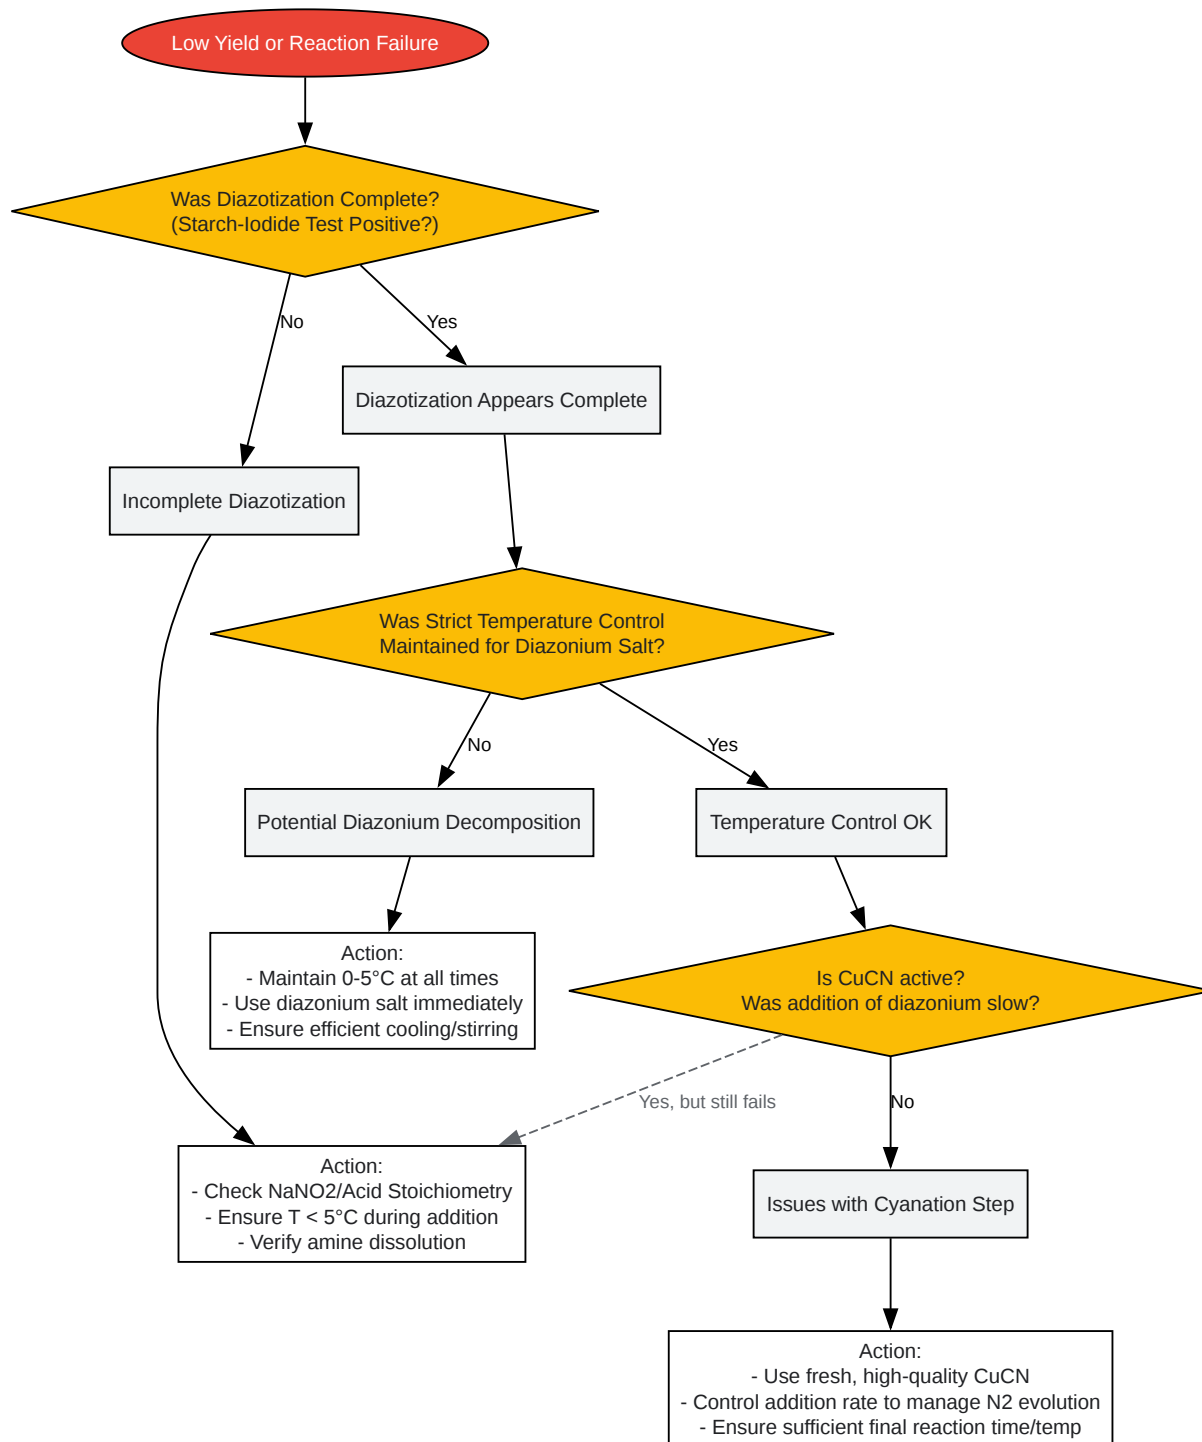 Low Yield or Reaction Failure
Was Diazotization Complete?
(Starch-Iodide Test Positive?)
No
Yes
Diazotization Appears Complete
Incomplete Diazotization
Was Strict Temperature Control
Maintained for Diazonium Salt?
No
Yes
Potential Diazonium Decomposition
Temperature Control OK
Action:
- Maintain 0-5°C at all times
- Use diazonium salt immediately
- Ensure efficient cooling/stirring
Is CuCN active?
Was addition of diazonium slow?
Yes, but still fails
No
Action:
- Check NaNO2/Acid Stoichiometry
- Ensure T < 5°C during addition
- Verify amine dissolution
Issues with Cyanation Step
Action:
- Use fresh, high-quality CuCN
- Control addition rate to manage N2 evolution
- Ensure sufficient final reaction time/temp